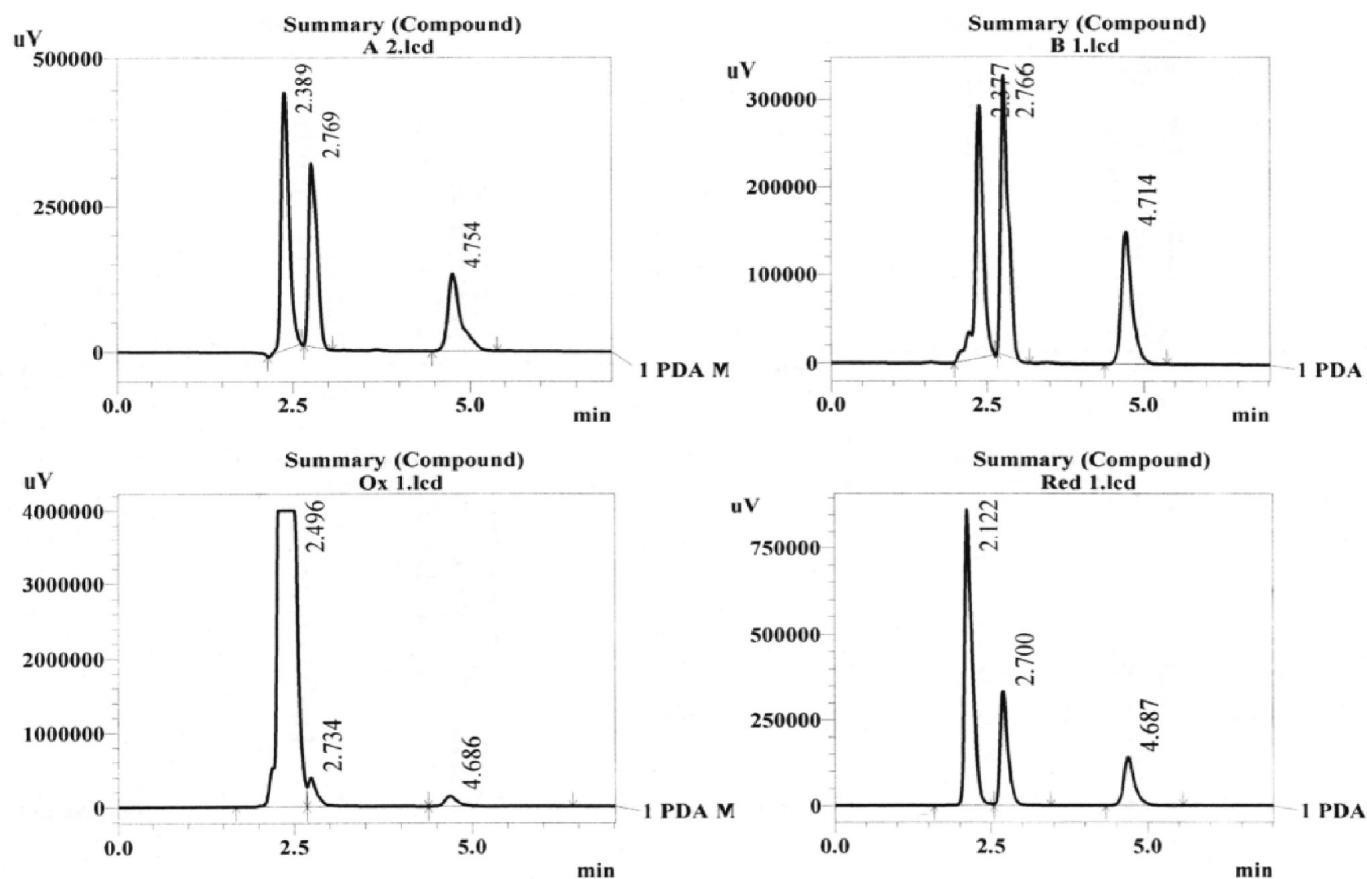 Summary (Compound)
A 2.lcd
uV
500000
250000
0
2.389
2.769
4.754
1 PDA M
0.0 2.5 5.0
min
Summary (Compound)
B 1.lcd
uV
300000
200000
100000
0
2.377
2.766
4.714
1 PDA
0.0 2.5 5.0
min
Summary (Compound)
Ox 1.lcd
uV
4000000
3000000
2000000
1000000
0
2.496
2.734
4.686
1 PDA M
0.0 2.5 5.0
min
Summary (Compound)
Red 1.lcd
uV
750000
500000
250000
0
2.122
2.700
4.687
1 PDA
0.0 2.5 5.0
min